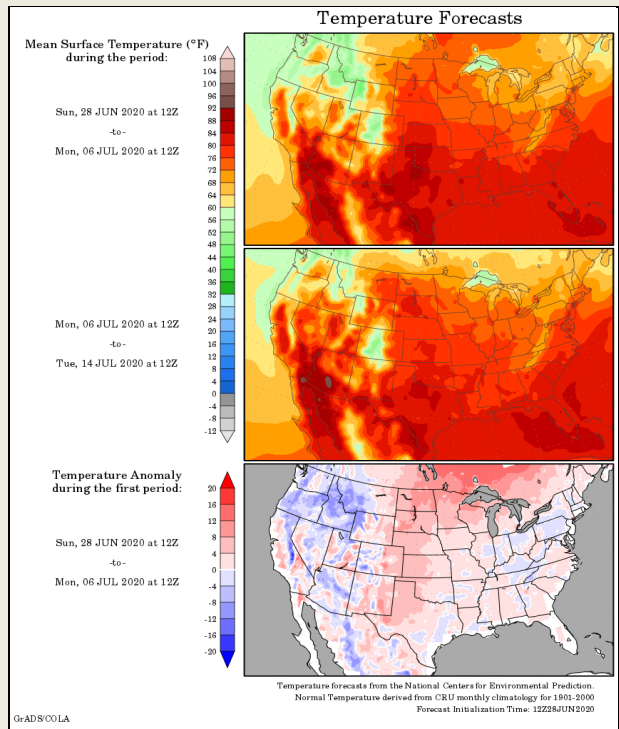 Temperature Forecasts
Mean Surface Temperature (°F)
during the period:
Sun, 28 JUN 2020 at 12Z
-to-
Mon, 06 JUL 2020 at 12Z
108
104
100
96
92
88
84
80
76
72
68
64
60
56
52
48
44
40
36
32
28
24
20
16
12
8
4
0
-4
-8
-12
Mon, 06 JUL 2020 at 12Z
-to-
Tue, 14 JUL 2020 at 12Z
Temperature Anomaly
during the first period:
Sun, 28 JUN 2020 at 12Z
-to-
Mon, 06 JUL 2020 at 12Z
20
16
12
8
4
0
-4
-8
-12
-16
-20
Temperature forecasts from the National Centers for Environmental Prediction.
Normal Temperature derived from CRU monthly climatology for 1901-2000
Forecast Initialization Time: 12Z28JUN2020
GrADS/COLA